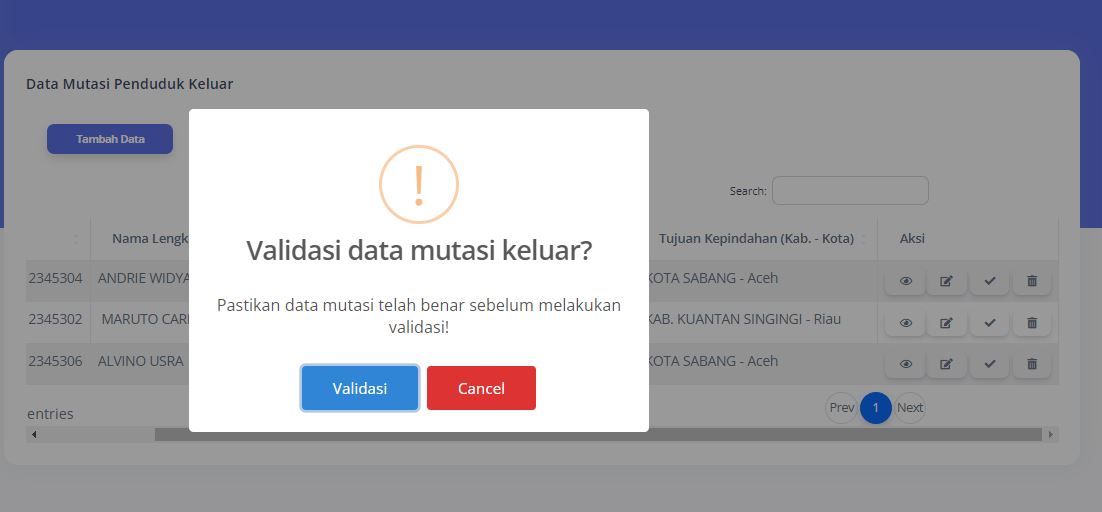 Data Mutasi Penduduk Keluar
Tambah Data
!
Validasi data mutasi keluar?
Pastikan data mutasi telah benar sebelum melakukan
validasi!
Validasi Cancel
Search:
Nama Lengk Tujuan Kepindahan (Kab. - Kota) Aksi
2345304 ANDRIE WIDYA KOTA SABANG - Aceh
2345302 MARUTO CARI KAB. KUANTAN SINGINGI - Riau
2345306 ALVINO USRA KOTA SABANG - Aceh
entries Prev 1 Next